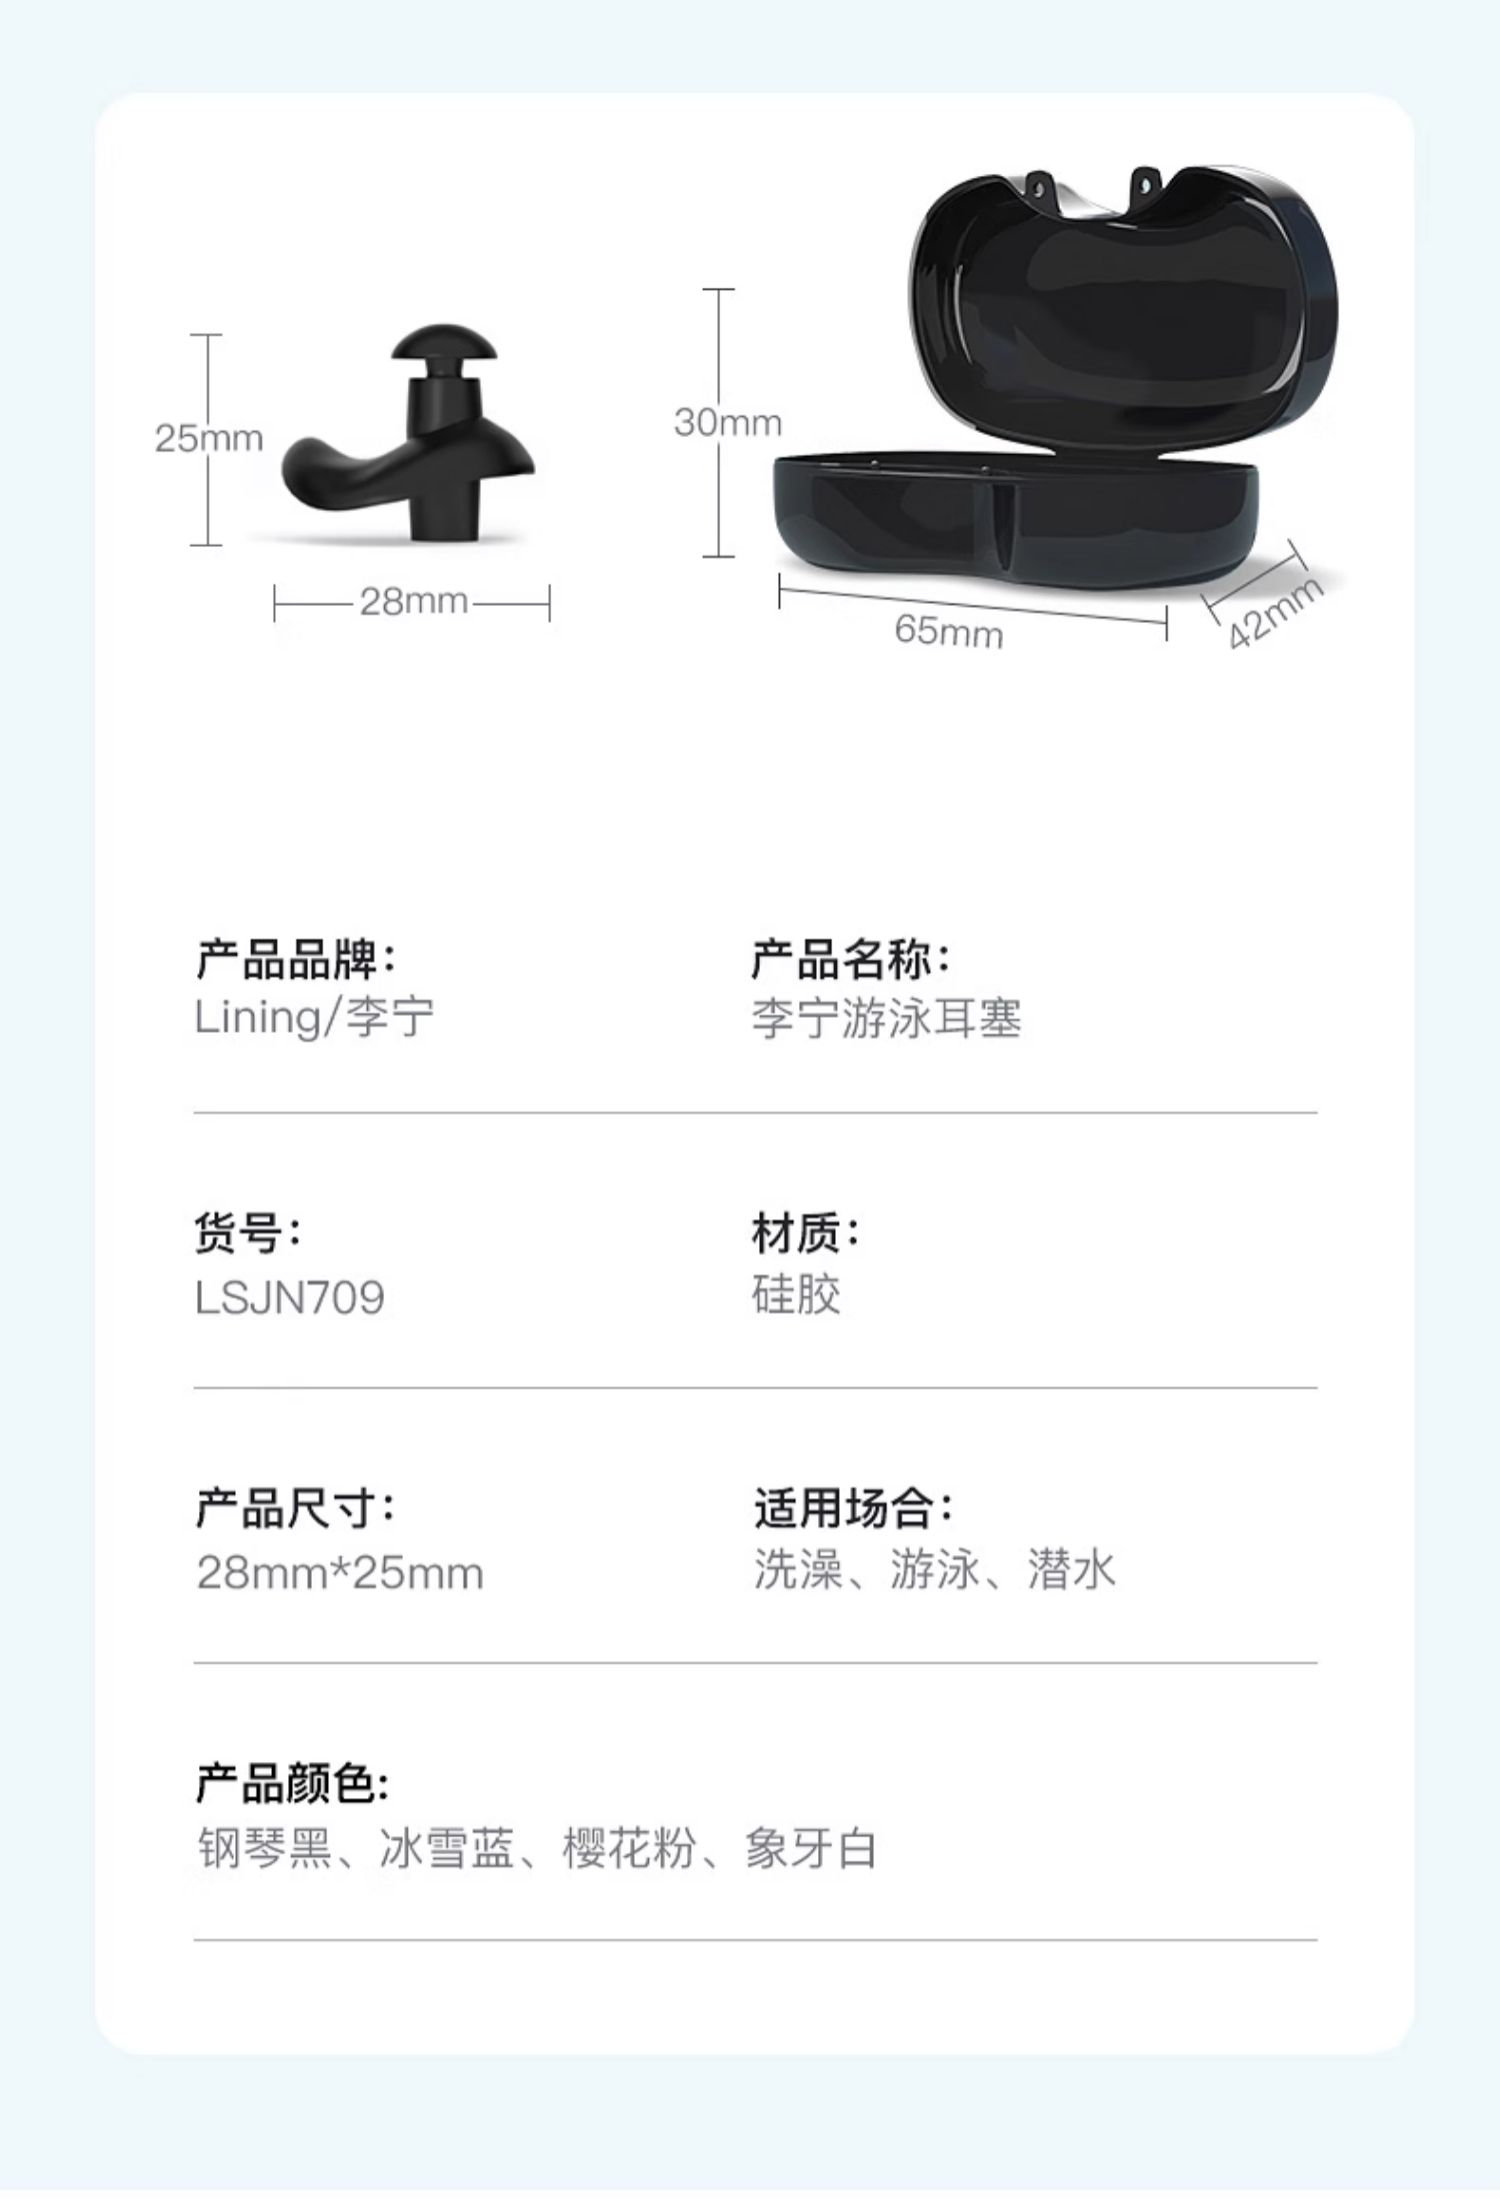 25mm
28mm
30mm
65mm
42mm
产品品牌：
Lining/李宁
产品名称：
李宁游泳耳塞
货号：
LSJN709
材质：
硅胶
产品尺寸：
28mm*25mm
适用场合：
洗澡、游泳、潜水
产品颜色:
钢琴黑、冰雪蓝、樱花粉、象牙白